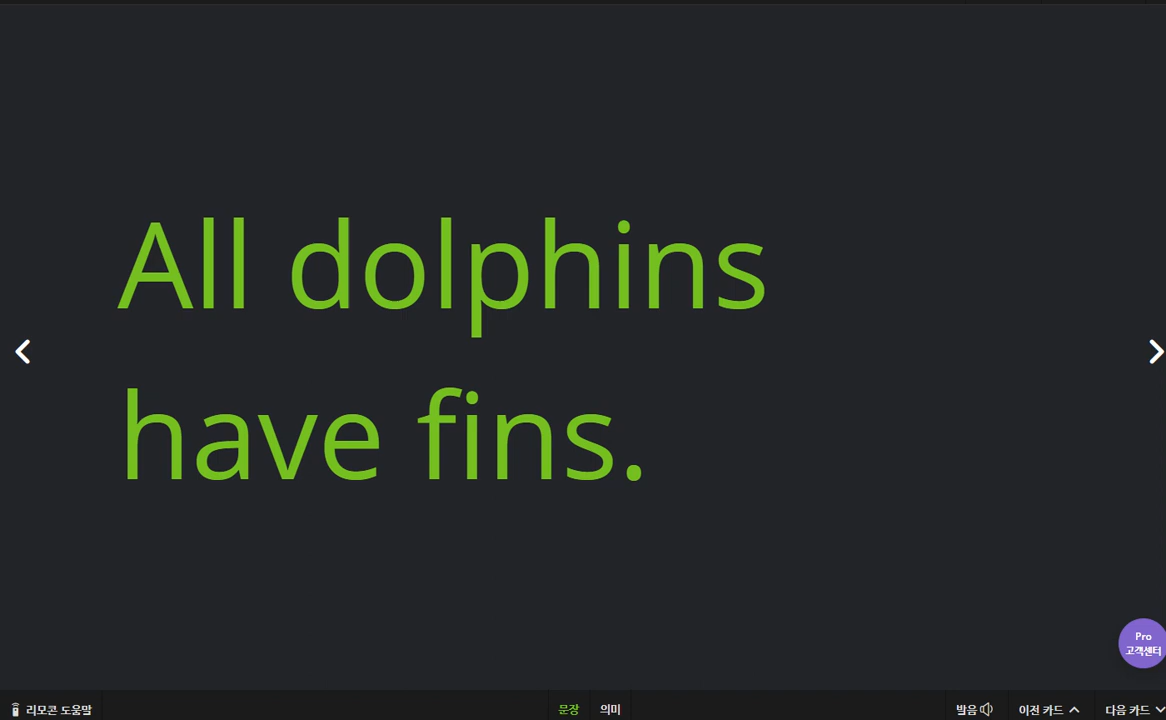 All dolphins
have fins.
Pro
고객센터
리모콘 도움말
문장
의미
발음
이전 카드
다음 카드